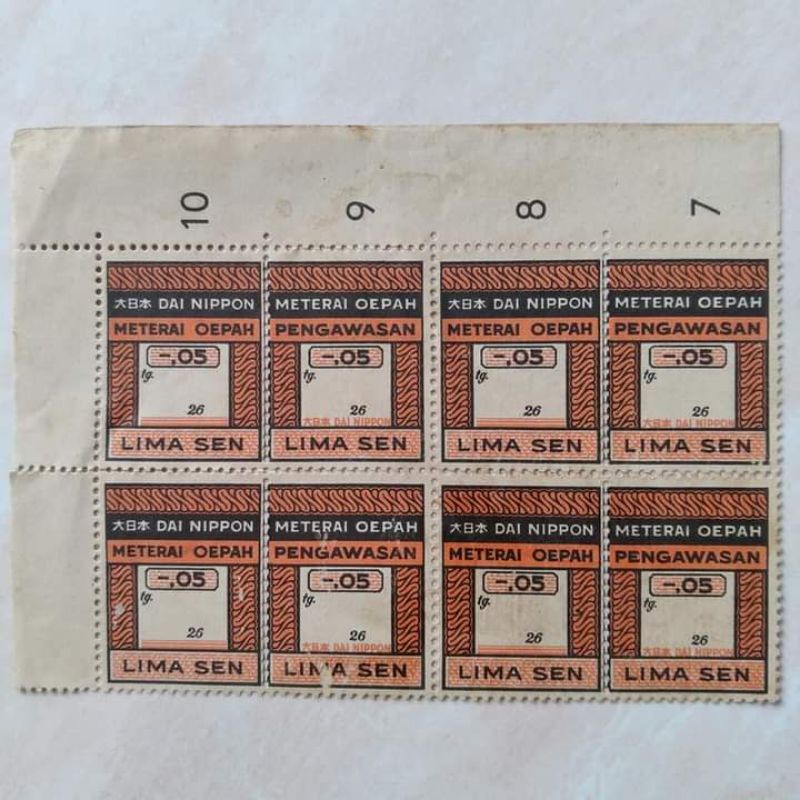 10 9 8 7
大日本 DAI NIPPON METERAI OEPAH 大日本 DAI NIPPON METERAI OEPAH
METERAI OEPAH PENGAWASAN METERAI OEPAH PENGAWASAN
-,05 -,05 -,05 -,05
tg. tg. tg. tg.
26 26 26 26
大日本 DAI NIPPON 大日本 DAI NIPPON
LIMA SEN LIMA SEN LIMA SEN LIMA SEN
大日本 DAI NIPPON METERAI OEPAH 大日本 DAI NIPPON METERAI OEPAH
METERAI OEPAH PENGAWASAN METERAI OEPAH PENGAWASAN
-,05 -,05 -,05 -,05
tg. tg. tg. tg.
26 26 26 26
大日本 DAI NIPPON 大日本 DAI NIPPON
LIMA SEN LIMA SEN LIMA SEN LIMA SEN